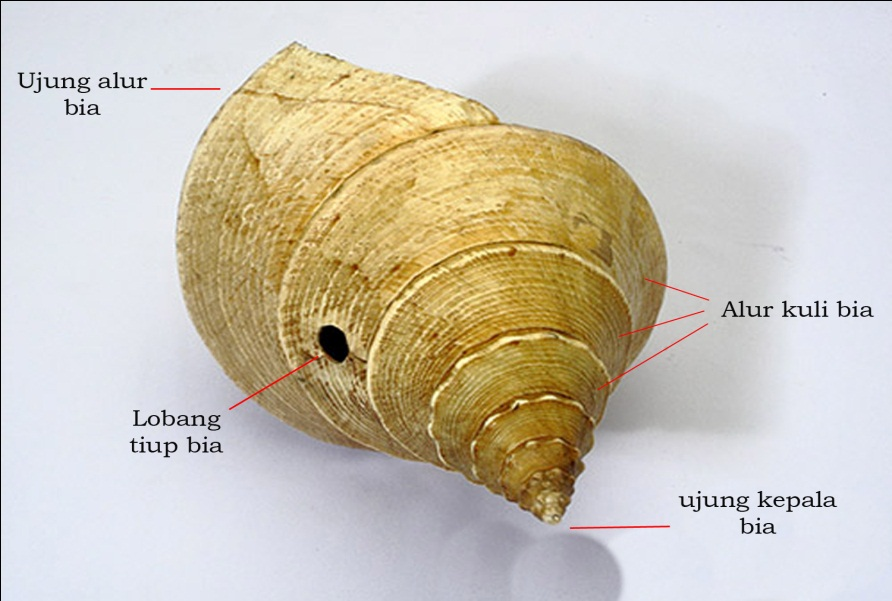 Ujung alur
bia
Alur kuli bia
Lobang
tiup bia
ujung kepala
bia